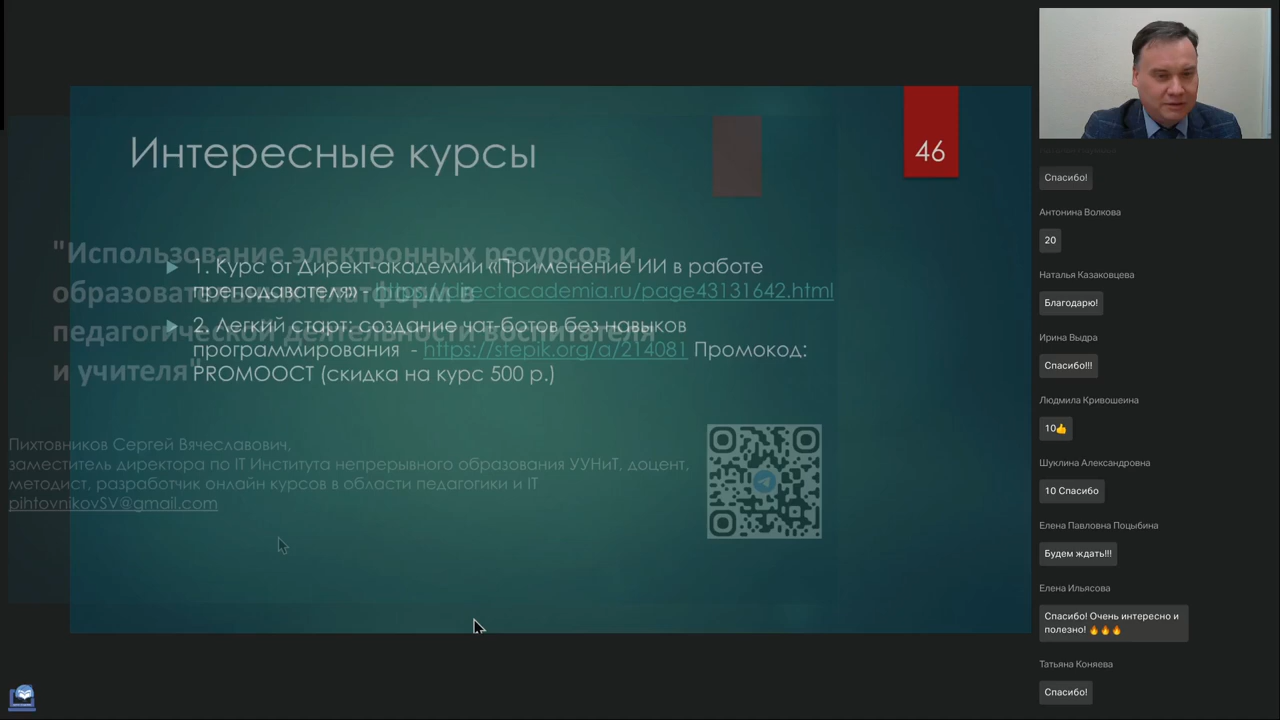 Интересные курсы
46
"Использование электронных ресурсов и
образовательных платформ в
педагогической деятельности воспитателя
и учителя"
1. Курс от Директ-академии «Применение ИИ в работе
преподавателя» - https://directacademia.ru/page43131642.html
2. Легкий старт: создание чат-ботов без навыков
программирования - https://stepik.org/a/214081 Промокод:
PROMOOCT (скидка на курс 500 р.)
Пихтовников Сергей Вячеславович,
заместитель директора по IT Института непрерывного образования УУНиТ, доцент,
методист, разработчик онлайн курсов в области педагогики и IT
pihtovnikovSV@gmail.com
Спасибо!
Антонина Волкова
20
Наталья Казаковцева
Благодарю!
Ирина Выдра
Спасибо!!!
Людмила Кривошеина
10👍
Шуклина Александровна
10 Спасибо
Елена Павловна Поцыбина
Будем ждать!!!
Елена Ильясова
Спасибо! Очень интересно и
полезно! 🔥🔥🔥
Татьяна Коняева
Спасибо!